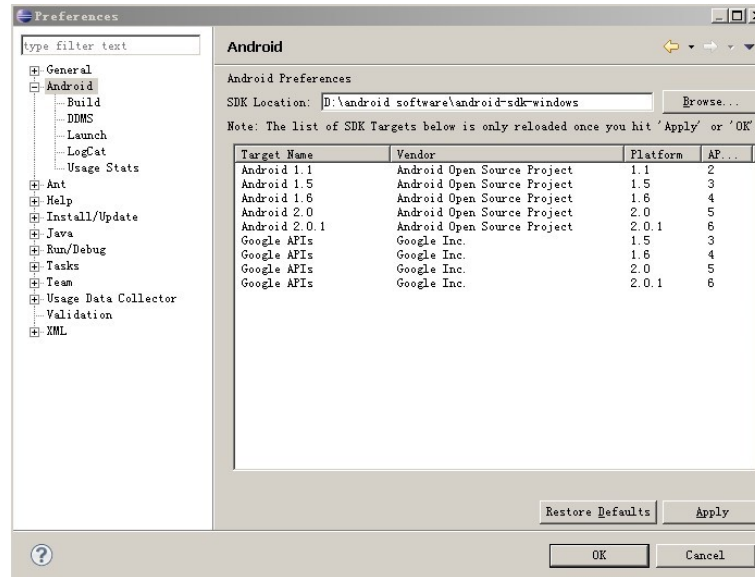 Preferences
type filter text
General
Android
Build
DDMS
Launch
LogCat
Usage Stats
Ant
Help
Install/Update
Java
Run/Debug
Tasks
Team
Usage Data Collector
Validation
XML
Android
Android Preferences
SDK Location: D:\android software\android-sdk-windows Browse...
Note: The list of SDK Targets below is only reloaded once you hit 'Apply' or 'OK'
Target Name Vendor Platform AP...
Android 1.1 Android Open Source Project 1.1 2
Android 1.5 Android Open Source Project 1.5 3
Android 1.6 Android Open Source Project 1.6 4
Android 2.0 Android Open Source Project 2.0 5
Android 2.0.1 Android Open Source Project 2.0.1 6
Google APIs Google Inc. 1.5 3
Google APIs Google Inc. 1.6 4
Google APIs Google Inc. 2.0 5
Google APIs Google Inc. 2.0.1 6
Restore Defaults Apply
? OK Cancel